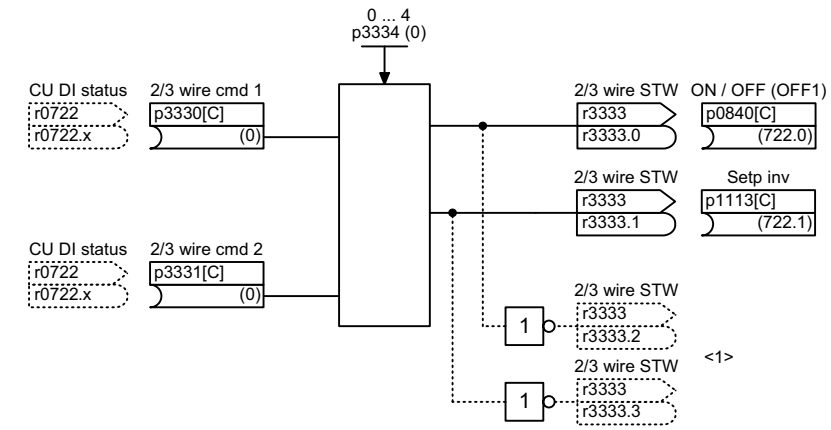 0 ... 4
p3334 (0)
CU DI status
2/3 wire cmd 1
2/3 wire STW
ON / OFF (OFF1)
r0722
p3330[C]
r3333
p0840[C]
r0722.x
(0)
r3333.0
(722.0)
2/3 wire STW
Setp inv
r3333
p1113[C]
r3333.1
(722.1)
CU DI status
2/3 wire cmd 2
r0722
p3331[C]
r0722.x
(0)
2/3 wire STW
r3333
1
r3333.2
2/3 wire STW
<1>
r3333
1
r3333.3